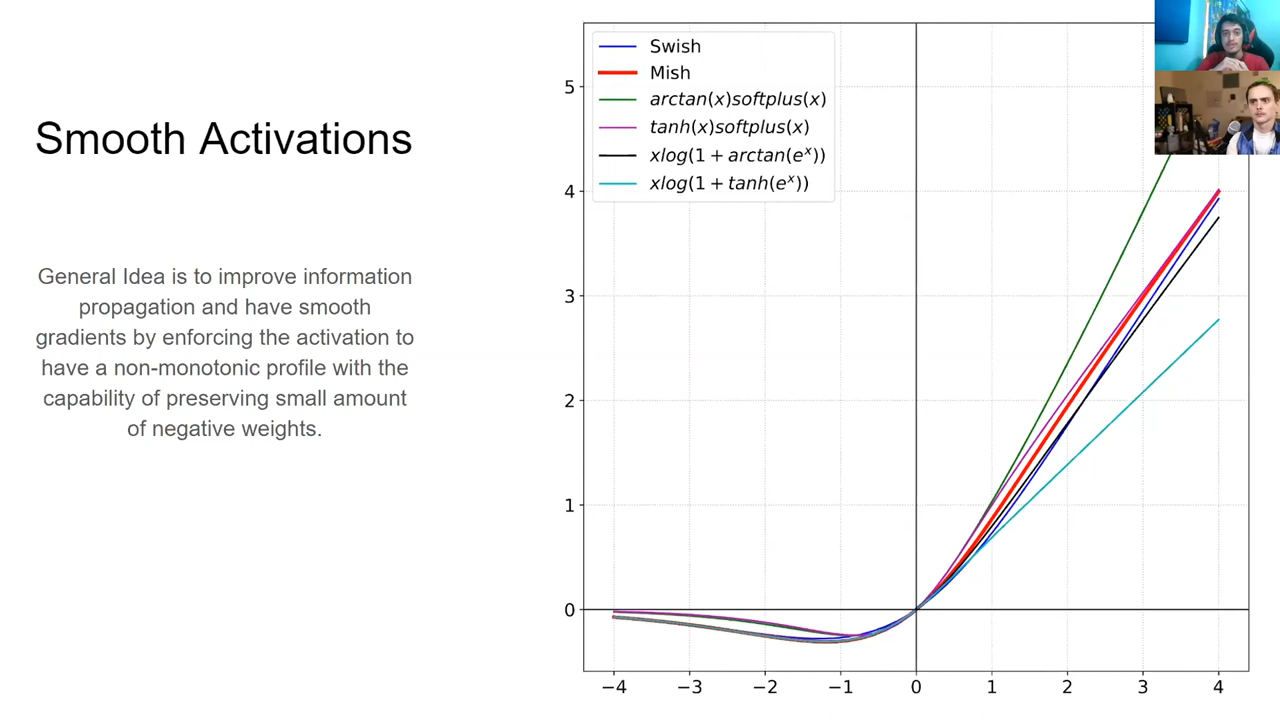 Smooth Activations
General Idea is to improve information
propagation and have smooth
gradients by enforcing the activation to
have a non-monotonic profile with the
capability of preserving small amount
of negative weights.
Swish
Mish
arctan(x)softplus(x)
tanh(x)softplus(x)
xlog(1 + arctan(eˣ))
xlog(1 + tanh(eˣ))
5
4
3
2
1
0
−4 −3 −2 −1 0 1 2 3 4